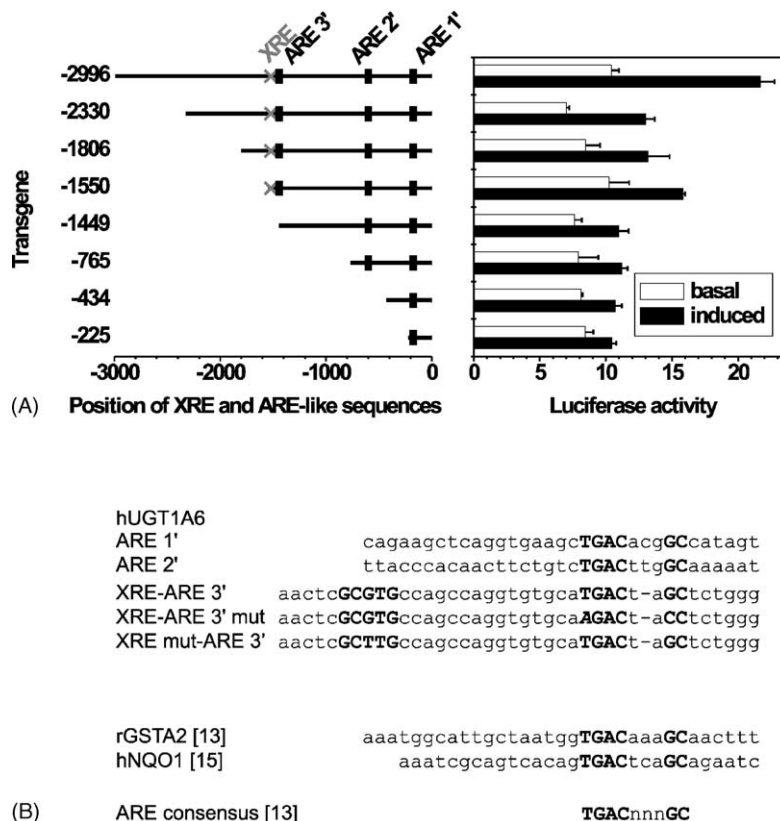 XRE ARE 3' ARE 2' ARE 1'
Transgene
-2996
-2330
-1806
-1550
-1449
-765
-434
-225
basal
induced
-3000 -2000 -1000 0
0 5 10 15 20
(A) Position of XRE and ARE-like sequences Luciferase activity
hUGT1A6
ARE 1' cagaagctcaggtgaagcTGACacgGCcatagt
ARE 2' ttacccacaacttctgtcTGACttgGCaaaaat
XRE-ARE 3' aactcGCGTGccagccaggtgtgcaTGACt-aGCtctggg
XRE-ARE 3' mut aactcGCGTGccagccaggtgtgcaAGACt-aCCtctggg
XRE mut-ARE 3' aactcGCTTGccagccaggtgtgcaTGACt-aGCtctggg
rGSTA2 [13] aaatggcattgctaatggTGACaaaGCaacttt
hNQO1 [15] aaatcgcagtcacagTGACtcaGCagaatc
(B) ARE consensus [13] TGACnnnGC